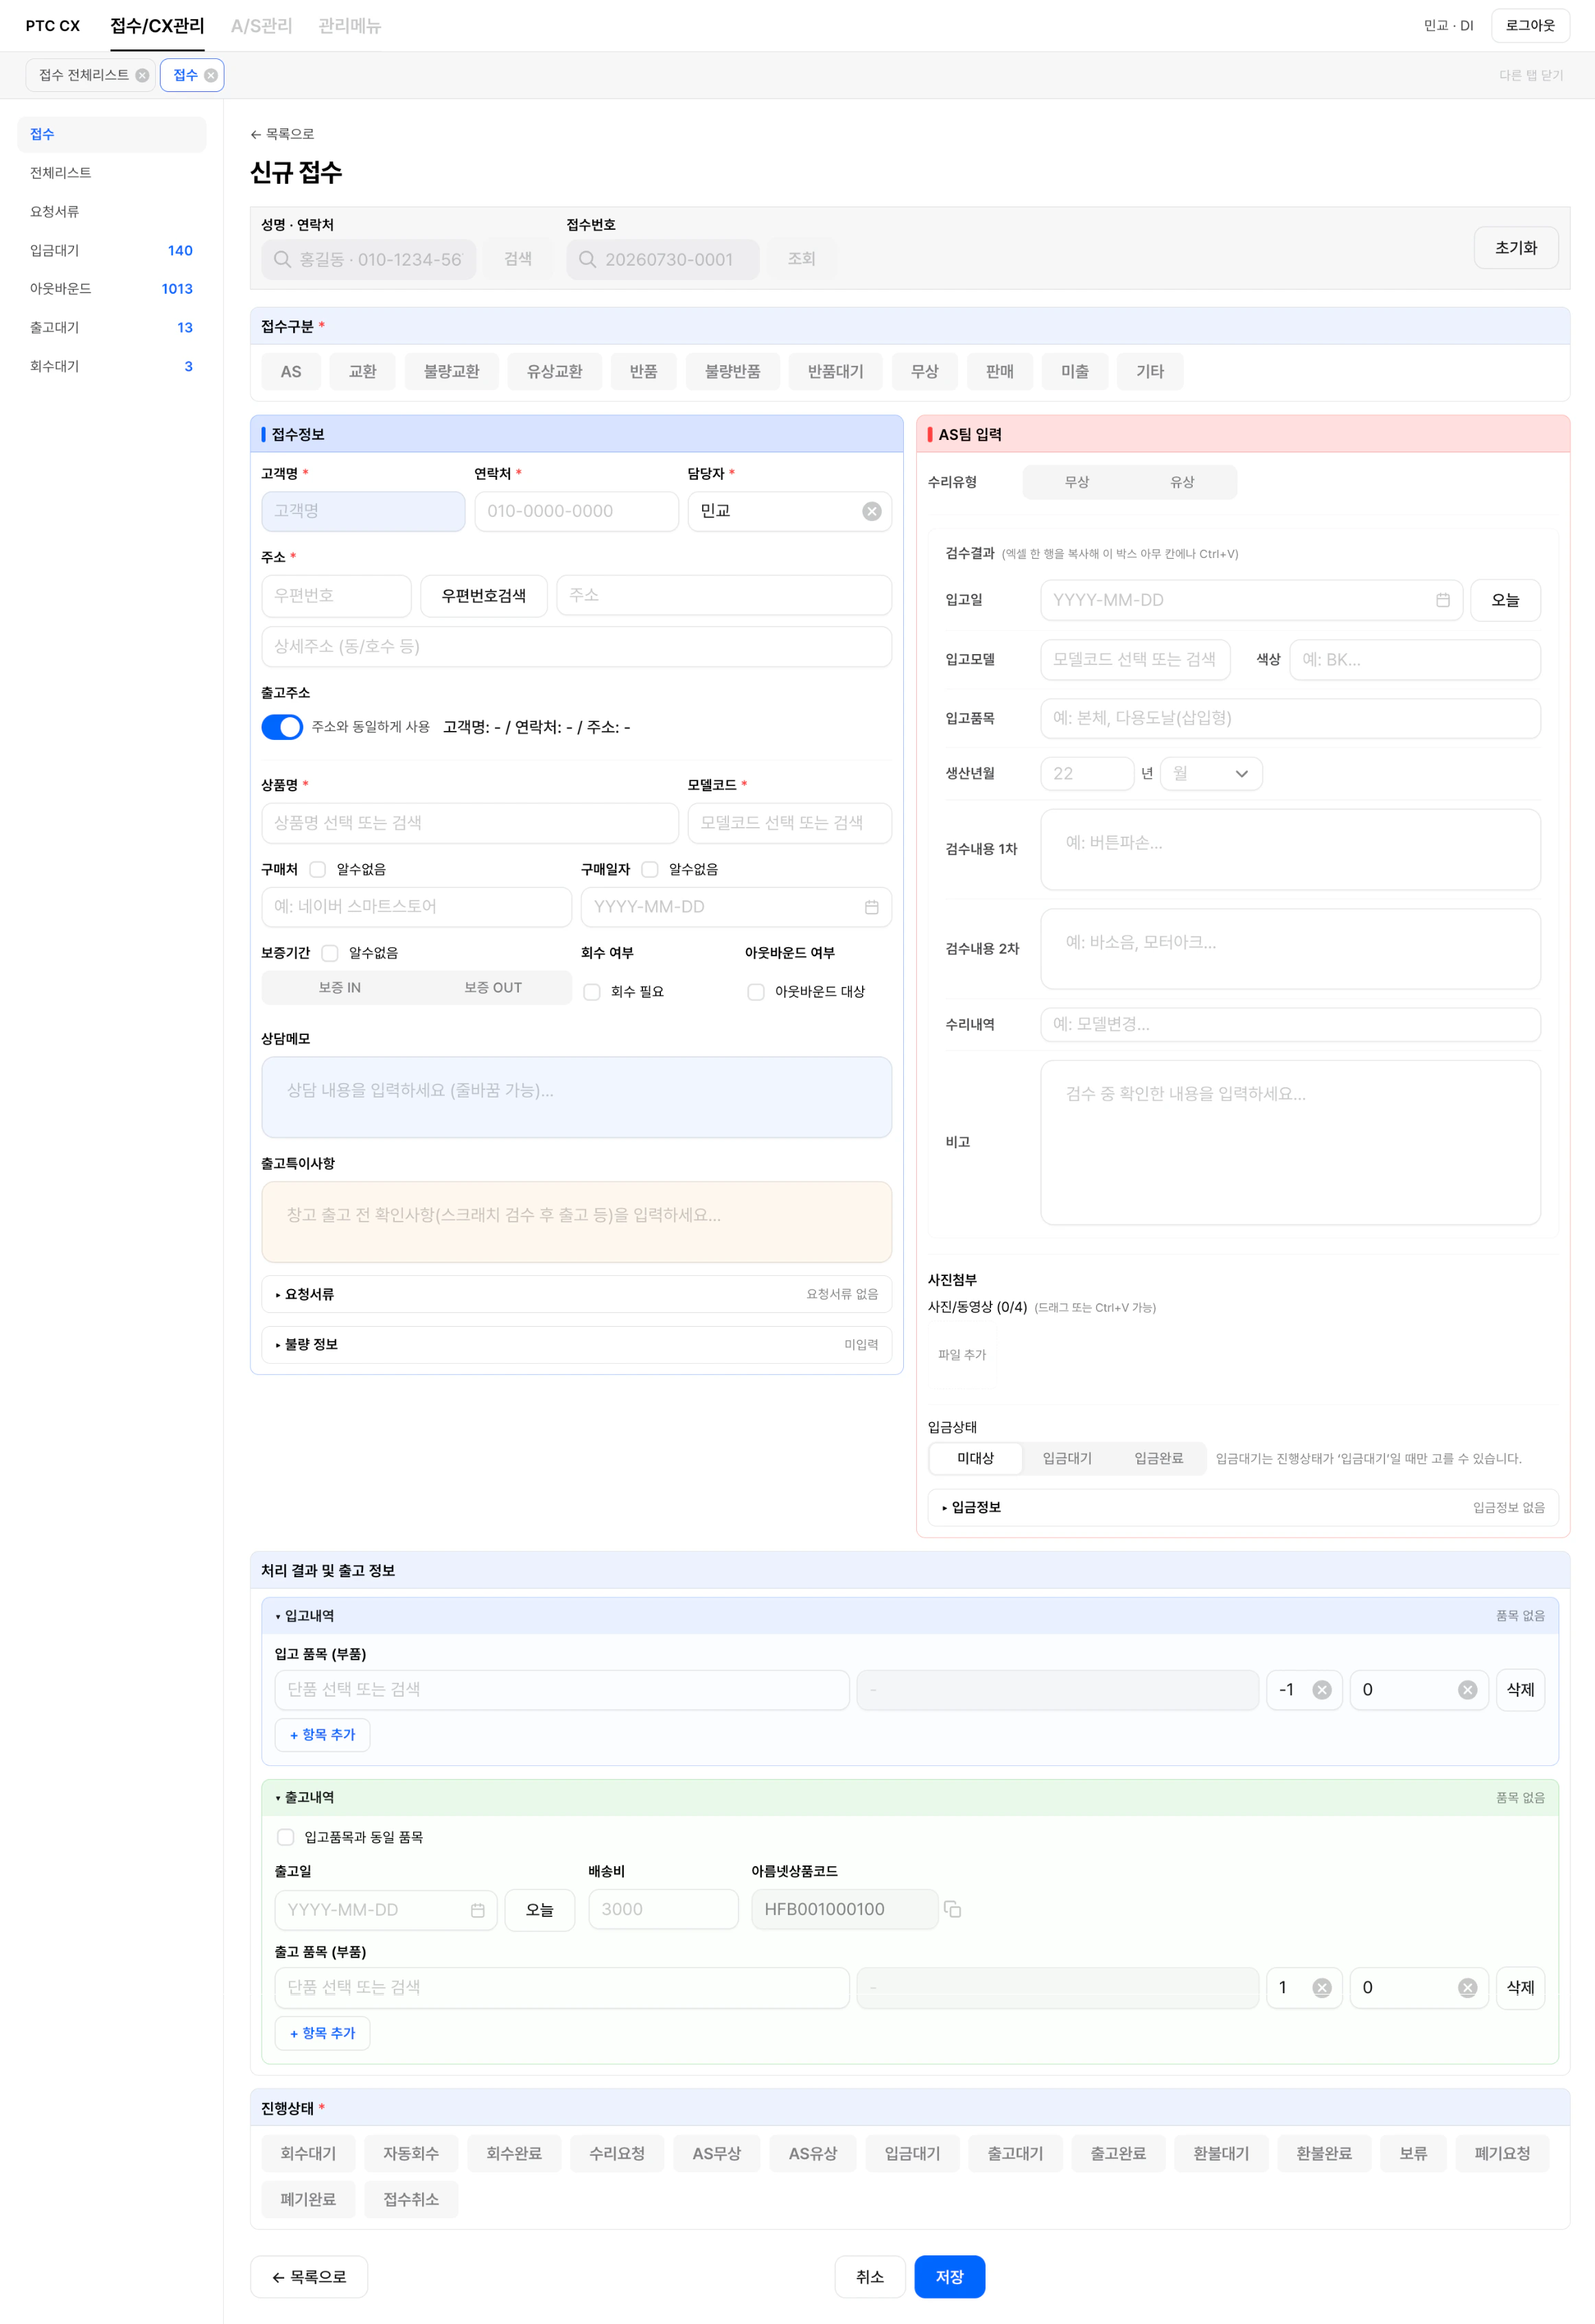 PTC CX 접수/CX관리 A/S관리 관리메뉴 민교 · DI 로그아웃
접수 전체리스트 접수 다른 탭 닫기
접수
전체리스트
요청서류
입금대기 140
아웃바운드 1013
출고대기 13
회수대기 3
← 목록으로
신규 접수
성명 · 연락처 접수번호
홍길동 · 010-1234-56 검색 20260730-0001 조회 초기화
접수구분 *
AS 교환 불량교환 유상교환 반품 불량반품 반품대기 무상 판매 미출 기타
접수정보
고객명 * 연락처 * 담당자 *
고객명 010-0000-0000 민교
주소 *
우편번호 우편번호검색 주소
상세주소 (동/호수 등)
출고주소
주소와 동일하게 사용 고객명: - / 연락처: - / 주소: -
상품명 * 모델코드 *
상품명 선택 또는 검색 모델코드 선택 또는 검색
구매처 알수없음 구매일자 알수없음
예: 네이버 스마트스토어 YYYY-MM-DD
보증기간 알수없음 회수 여부 아웃바운드 여부
보증 IN 보증 OUT 회수 필요 아웃바운드 대상
상담메모
상담 내용을 입력하세요 (줄바꿈 가능)...
출고특이사항
창고 출고 전 확인사항(스크래치 검수 후 출고 등)을 입력하세요...
▸ 요청서류 요청서류 없음
▸ 불량 정보 미입력
AS팀 입력
수리유형 무상 유상
검수결과 (엑셀 한 행을 복사해 이 박스 아무 칸에나 Ctrl+V)
입고일 YYYY-MM-DD 오늘
입고모델 모델코드 선택 또는 검색 색상 예: BK...
입고품목 예: 본체, 다용도날(삽입형)
생산년월 22 년 월
검수내용 1차 예: 버튼파손...
검수내용 2차 예: 바소음, 모터아크...
수리내역 예: 모델변경...
비고 검수 중 확인한 내용을 입력하세요...
사진첨부
사진/동영상 (0/4) (드래그 또는 Ctrl+V 가능)
파일 추가
입금상태
미대상 입금대기 입금완료 입금대기는 진행상태가 ‘입금대기’일 때만 고를 수 있습니다.
▸ 입금정보 입금정보 없음
처리 결과 및 출고 정보
▾ 입고내역 품목 없음
입고 품목 (부품)
단품 선택 또는 검색 - -1 0 삭제
+ 항목 추가
▾ 출고내역 품목 없음
입고품목과 동일 품목
출고일 배송비 아름넷상품코드
YYYY-MM-DD 오늘 3000 HFB001000100
출고 품목 (부품)
단품 선택 또는 검색 - 1 0 삭제
+ 항목 추가
진행상태 *
회수대기 자동회수 회수완료 수리요청 AS무상 AS유상 입금대기 출고대기 출고완료 환불대기 환불완료 보류 폐기요청
폐기완료 접수취소
← 목록으로 취소 저장